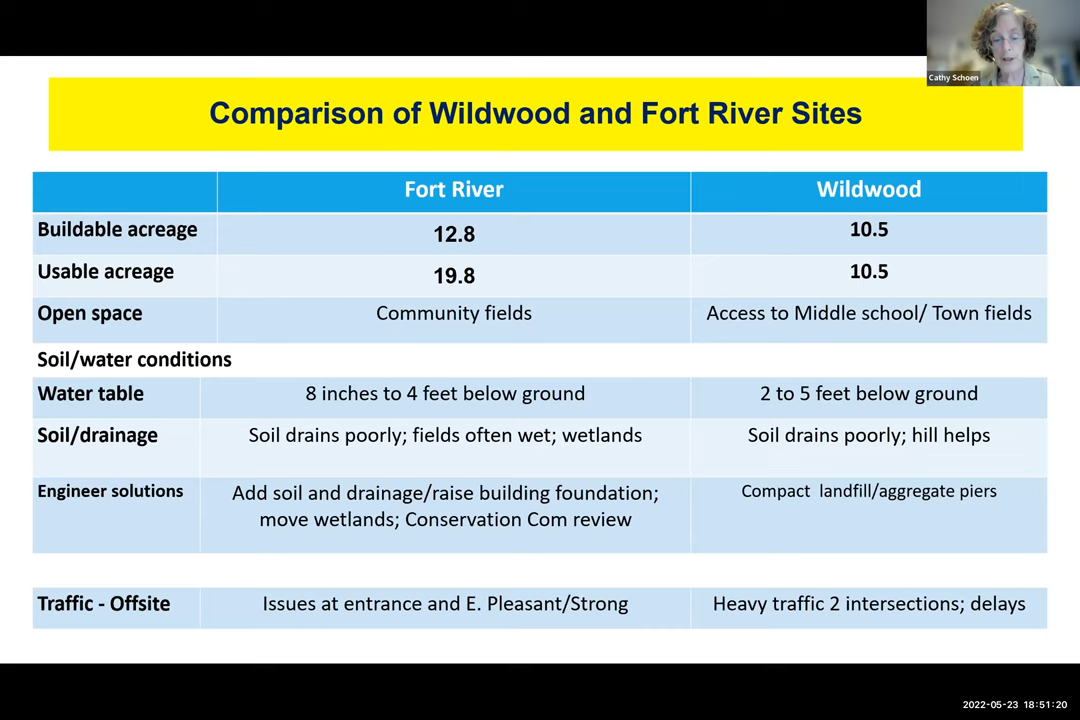 Cathy Schoen
Comparison of Wildwood and Fort River Sites
Fort River Wildwood
Buildable acreage 12.8 10.5
Usable acreage 19.8 10.5
Open space Community fields Access to Middle school/ Town fields
Soil/water conditions
Water table 8 inches to 4 feet below ground 2 to 5 feet below ground
Soil/drainage Soil drains poorly; fields often wet; wetlands Soil drains poorly; hill helps
Engineer solutions Add soil and drainage/raise building foundation; Compact landfill/aggregate piers
move wetlands; Conservation Com review
Traffic - Offsite Issues at entrance and E. Pleasant/Strong Heavy traffic 2 intersections; delays
2022-05-23 18:51:20